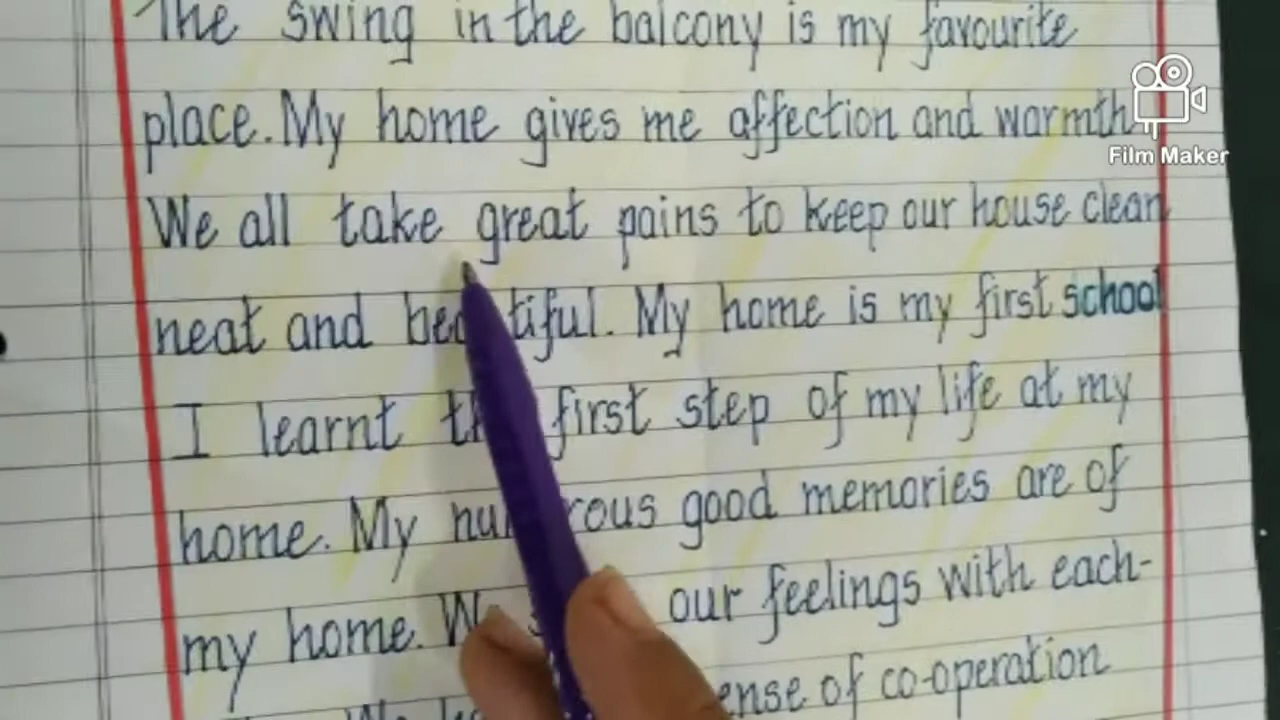 The swing in the balcony is my favourite
place. My home gives me affection and warmth
Film Maker
We all take great pains to keep our house clean
neat and beautiful. My home is my first school
I learnt first step of my life at my
home. My good memories are of
my home. our feelings with each-
of co-operation